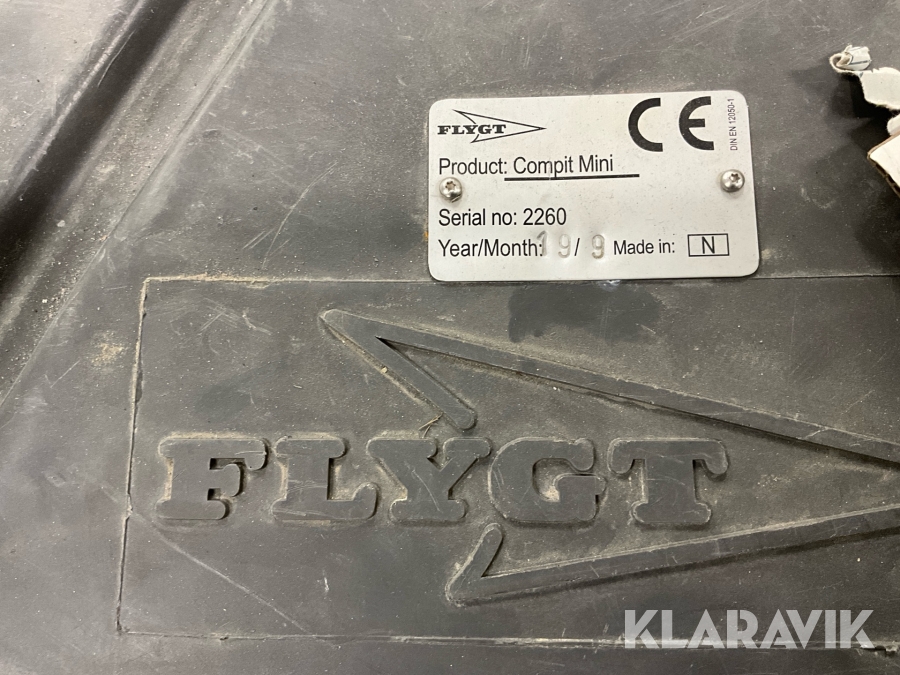 FLYGT
CE
DIN EN 12050-1
Product: Compit Mini
Serial no: 2260
Year/Month: 19/ 9 Made in: N
FLYGT
KLARAVIK